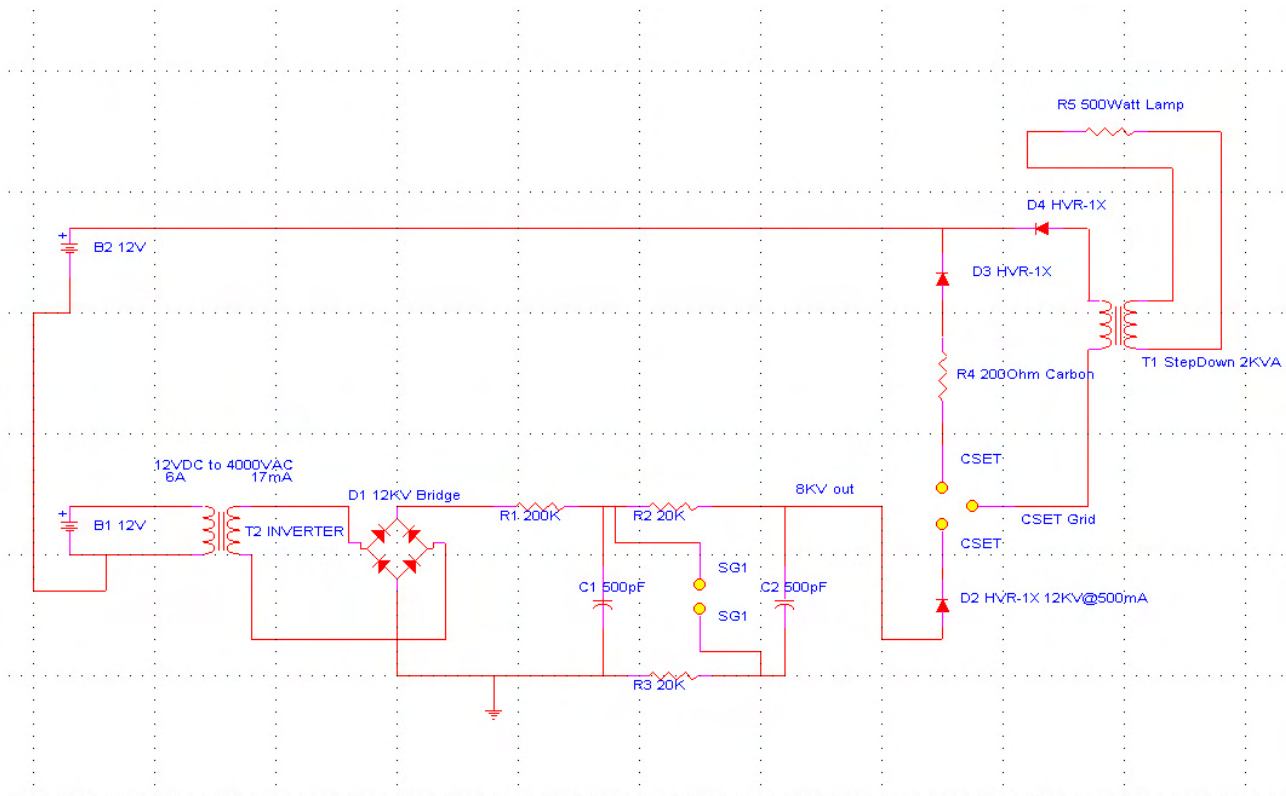 R5 500Watt Lamp
D4 HVR-1X
+
B2 12V
D3 HVR-1X
T1 StepDown 2KVA
R4 200Ohm Carbon
12VDC to 4000VAC
6A 17mA
CSET
8KV out
D1 12KV Bridge
+
B1 12V
T2 INVERTER
R1 200K
R2 20K
CSET Grid
CSET
SG1
C1 500pF
C2 500pF
D2 HVR-1X 12KV@500mA
SG1
R3 20K